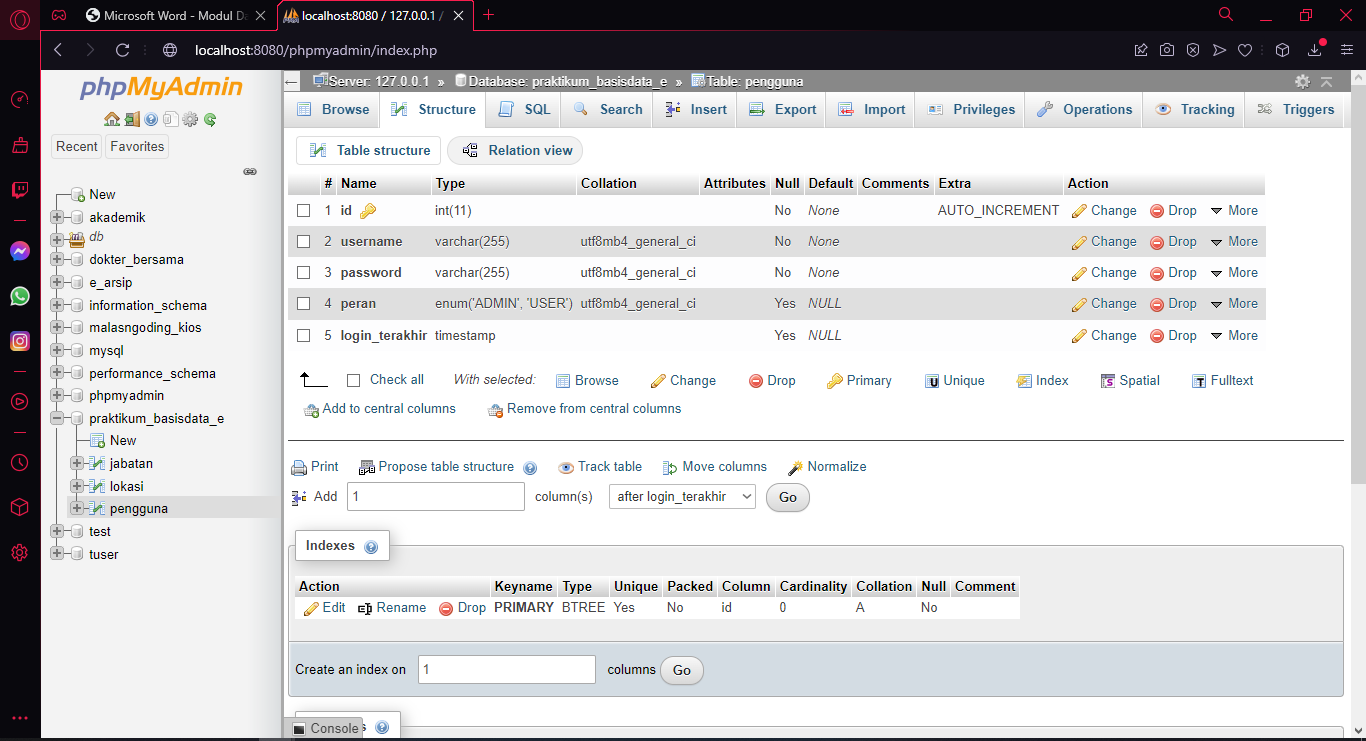 Microsoft Word - Modul Da
localhost:8080 / 127.0.0.1 /
localhost:8080/phpmyadmin/index.php
phpMyAdmin
Recent Favorites
New
akademik
db
dokter_bersama
e_arsip
information_schema
malasngoding_kios
mysql
performance_schema
phpmyadmin
praktikum_basisdata_e
New
jabatan
lokasi
pengguna
test
tuser
Server: 127.0.0.1 » Database: praktikum_basisdata_e » Table: pengguna
Browse Structure SQL Search Insert Export Import Privileges Operations Tracking Triggers
Table structure Relation view
# Name Type Collation Attributes Null Default Comments Extra Action
1 id int(11) No None AUTO_INCREMENT Change Drop More
2 username varchar(255) utf8mb4_general_ci No None Change Drop More
3 password varchar(255) utf8mb4_general_ci No None Change Drop More
4 peran enum('ADMIN', 'USER') utf8mb4_general_ci Yes NULL Change Drop More
5 login_terakhir timestamp Yes NULL Change Drop More
Check all With selected: Browse Change Drop Primary Unique Index Spatial Fulltext
Add to central columns Remove from central columns
Print Propose table structure Track table Move columns Normalize
Add 1 column(s) after login_terakhir Go
Indexes
Action Keyname Type Unique Packed Column Cardinality Collation Null Comment
Edit Rename Drop PRIMARY BTREE Yes No id 0 A No
Create an index on 1 columns Go
Console